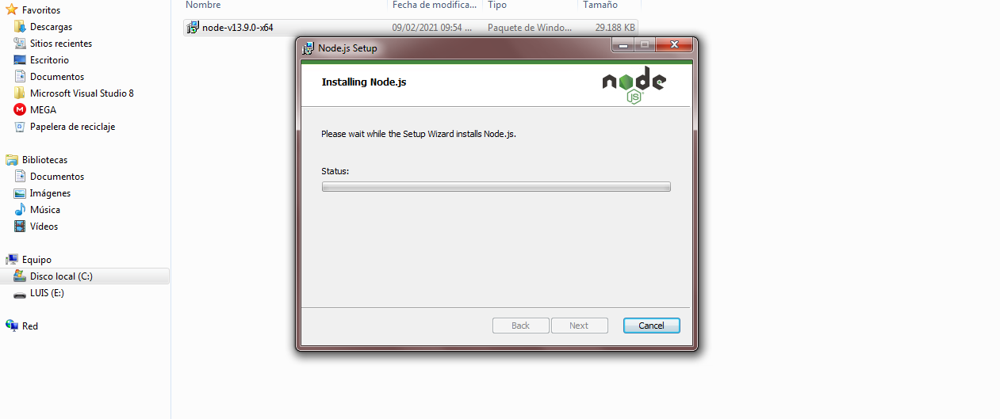 Favoritos
Descargas
Sitios recientes
Escritorio
Documentos
Microsoft Visual Studio 8
MEGA
Papelera de reciclaje
Bibliotecas
Documentos
Imágenes
Música
Vídeos
Equipo
Disco local (C:)
LUIS (E:)
Red
Nombre Fecha de modifica... Tipo Tamaño
node-v13.9.0-x64 09/02/2021 09:54 ... Paquete de Windo... 29.188 KB
Node.js Setup
Installing Node.js
node
JS
Please wait while the Setup Wizard installs Node.js.
Status:
Back Next Cancel